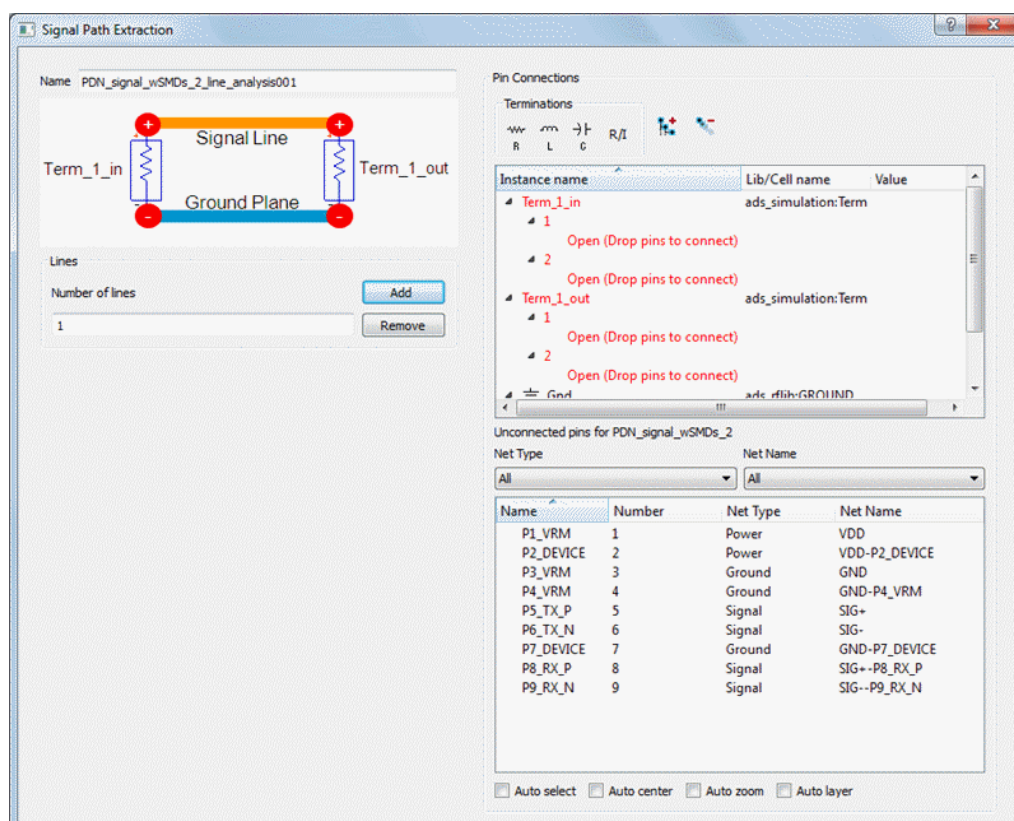 Signal Path Extraction
Name PDN_signal_wSMDs_2_line_analysis001
+ +
Signal Line
Term_1_in Term_1_out
Ground Plane
- -
Lines
Number of lines Add
1 Remove
Pin Connections
Terminations
R L C R/I
Instance name Lib/Cell name Value
Term_1_in ads_simulation:Term
1
Open (Drop pins to connect)
2
Open (Drop pins to connect)
Term_1_out ads_simulation:Term
1
Open (Drop pins to connect)
2
Open (Drop pins to connect)
Gnd ads_rflib:GROUND
Unconnected pins for PDN_signal_wSMDs_2
Net Type Net Name
All All
Name Number Net Type Net Name
P1_VRM 1 Power VDD
P2_DEVICE 2 Power VDD-P2_DEVICE
P3_VRM 3 Ground GND
P4_VRM 4 Ground GND-P4_VRM
P5_TX_P 5 Signal SIG+
P6_TX_N 6 Signal SIG-
P7_DEVICE 7 Ground GND-P7_DEVICE
P8_RX_P 8 Signal SIG+-P8_RX_P
P9_RX_N 9 Signal SIG--P9_RX_N
Auto select Auto center Auto zoom Auto layer